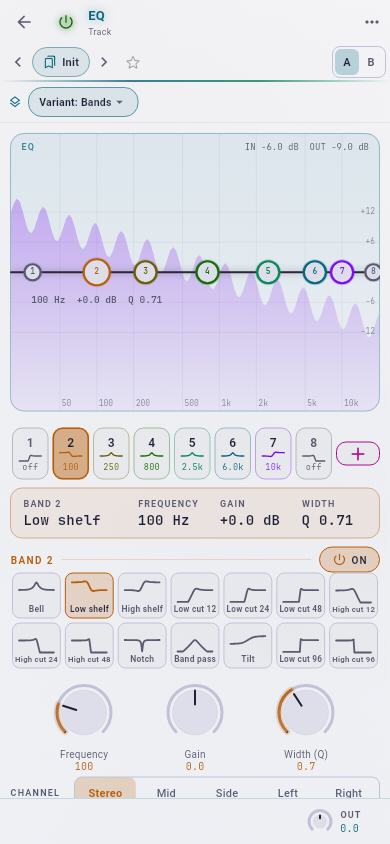 EQ
Track
Init
A B
Variant: Bands
EQ IN -6.0 dB OUT -9.0 dB
+12
+6
1 2 3 4 5 6 7 8
100 Hz +0.0 dB Q 0.71
-6
-12
50 100 200 500 1k 2k 5k 10k
1 2 3 4 5 6 7 8
off 100 250 800 2.5k 6.0k 10k off
BAND 2 FREQUENCY GAIN WIDTH
Low shelf 100 Hz +0.0 dB Q 0.71
BAND 2 ON
Bell Low shelf High shelf Low cut 12 Low cut 24 Low cut 48 High cut 12
High cut 24 High cut 48 Notch Band pass Tilt Low cut 96 High cut 96
Frequency Gain Width (Q)
100 0.0 0.7
CHANNEL Stereo Mid Side Left Right
OUT
0.0